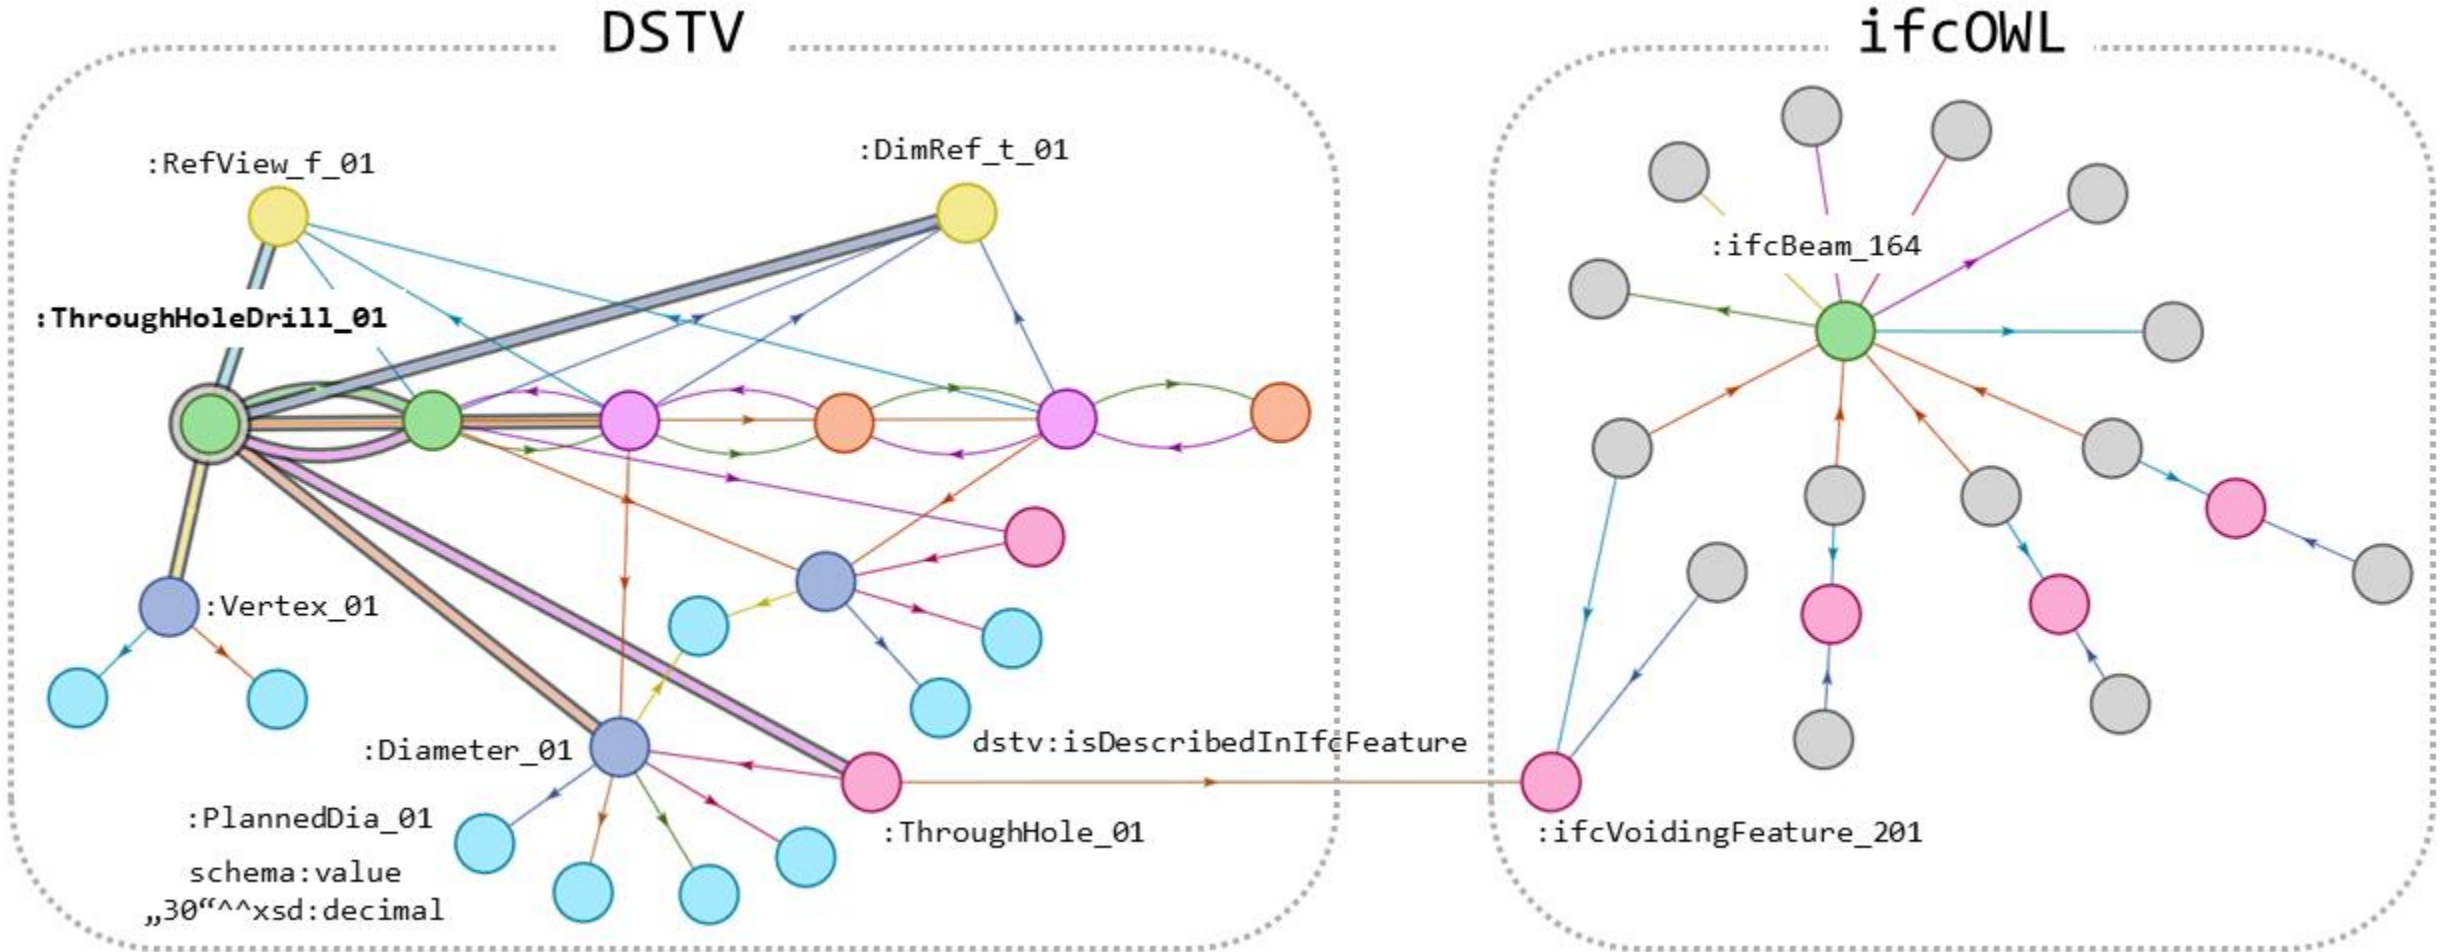 DSTV
ifcOWL
:RefView_f_01
:DimRef_t_01
:ifcBeam_164
:ThroughHoleDrill_01
:Vertex_01
:Diameter_01
dstv:isDescribedInIfcFeature
:PlannedDia_01
schema:value
„30“^^xsd:decimal
:ThroughHole_01
:ifcVoidingFeature_201